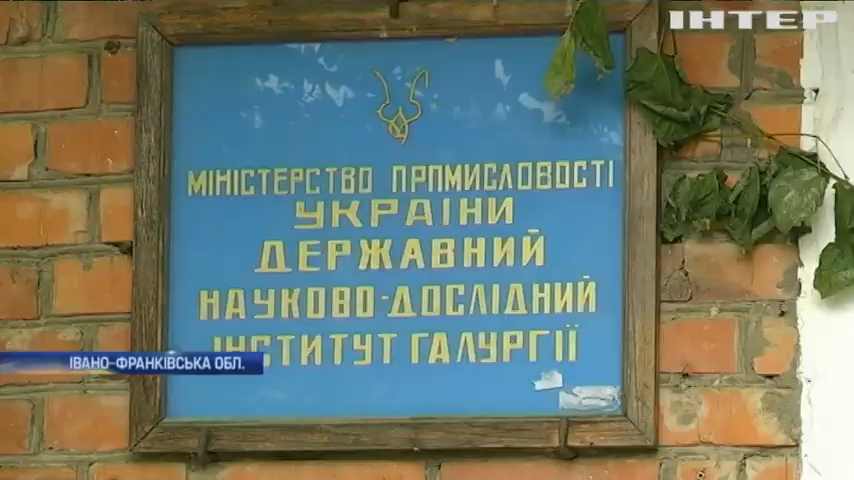 ІНТЕР
МІНІСТЕРСТВО ПРОМИСЛОВОСТІ
УКРАЇНИ
ДЕРЖАВНИЙ
НАУКОВО-ДОСЛІДНИЙ
ІНСТИТУТ ГАЛУРГІЇ
ІВАНО-ФРАНКІВСЬКА ОБЛ.